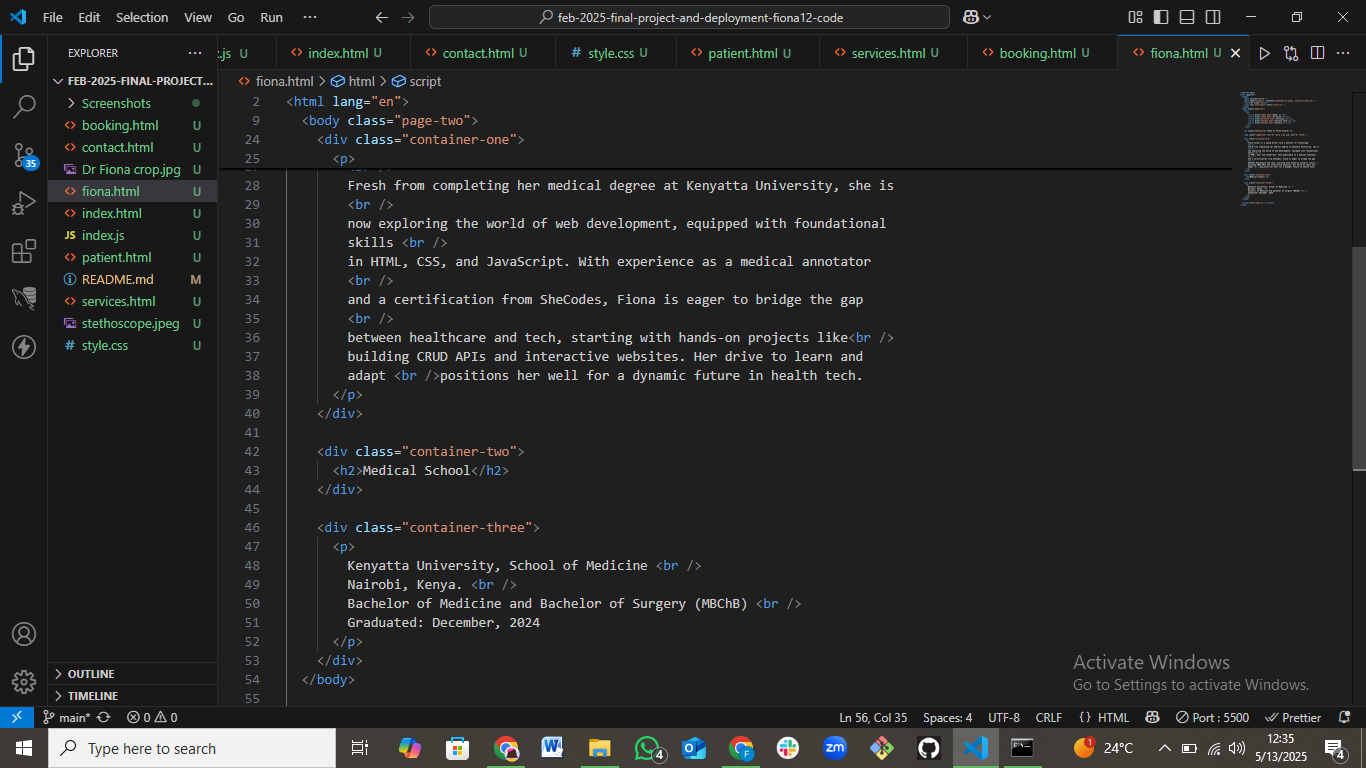 File Edit Selection View Go Run ··· feb-2025-final-project-and-deployment-fiona12-code
EXPLORER ···
.js U index.html U contact.html U style.css U patient.html U services.html U booking.html U fiona.html U
FEB-2025-FINAL-PROJECT...
Screenshots
booking.html U
contact.html U
Dr Fiona crop.jpg U
fiona.html U
index.html U
JS index.js U
patient.html U
README.md M
services.html U
stethoscope.jpeg U
# style.css U
35
OUTLINE
TIMELINE
fiona.html > html > script
2 <html lang="en">
9 <body class="page-two">
24 <div class="container-one">
25 <p>
28 Fresh from completing her medical degree at Kenyatta University, she is
29 <br />
30 now exploring the world of web development, equipped with foundational
31 skills <br />
32 in HTML, CSS, and JavaScript. With experience as a medical annotator
33 <br />
34 and a certification from SheCodes, Fiona is eager to bridge the gap
35 <br />
36 between healthcare and tech, starting with hands-on projects like<br />
37 building CRUD APIs and interactive websites. Her drive to learn and
38 adapt <br />positions her well for a dynamic future in health tech.
39 </p>
40 </div>
41
42 <div class="container-two">
43 <h2>Medical School</h2>
44 </div>
45
46 <div class="container-three">
47 <p>
48 Kenyatta University, School of Medicine <br />
49 Nairobi, Kenya. <br />
50 Bachelor of Medicine and Bachelor of Surgery (MBChB) <br />
51 Graduated: December, 2024
52 </p>
53 </div>
54 </body>
55
Activate Windows
Go to Settings to activate Windows.
main* 0 0 Ln 56, Col 35 Spaces: 4 UTF-8 CRLF {} HTML Port : 5500 Prettier
Type here to search 4 zm 1 24°C 12:35
5/13/2025 4